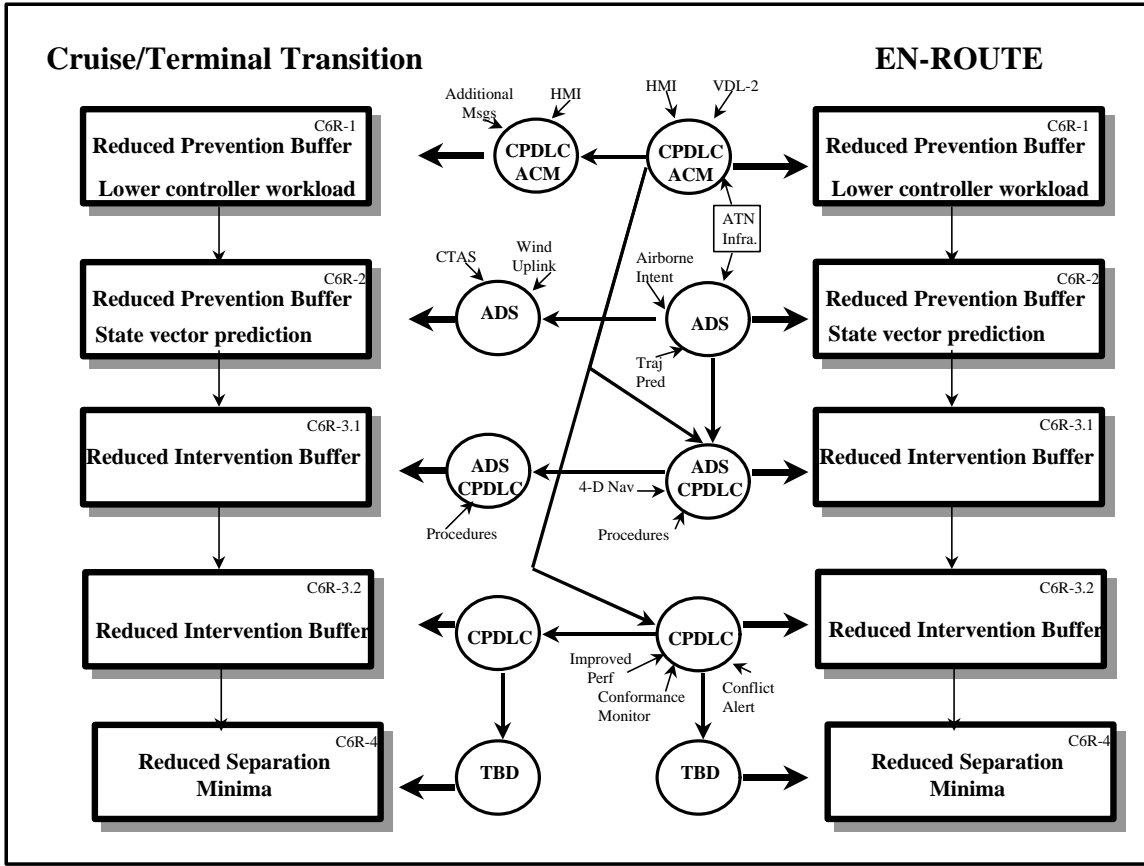 Cruise/Terminal Transition
EN-ROUTE
C6R-1
Reduced Prevention Buffer
Lower controller workload
Additional
Msgs
HMI
CPDLC
ACM
HMI
VDL-2
CPDLC
ACM
C6R-1
Reduced Prevention Buffer
Lower controller workload
ATN
Infra.
C6R-2
Reduced Prevention Buffer
State vector prediction
CTAS
Wind
Uplink
ADS
Airborne
Intent
ADS
Traj
Pred
C6R-2
Reduced Prevention Buffer
State vector prediction
C6R-3.1
Reduced Intervention Buffer
ADS
CPDLC
Procedures
4-D Nav
ADS
CPDLC
Procedures
C6R-3.1
Reduced Intervention Buffer
C6R-3.2
Reduced Intervention Buffer
CPDLC
CPDLC
Improved
Perf
Conformance
Monitor
Conflict
Alert
C6R-3.2
Reduced Intervention Buffer
C6R-4
Reduced Separation
Minima
TBD
TBD
C6R-4
Reduced Separation
Minima